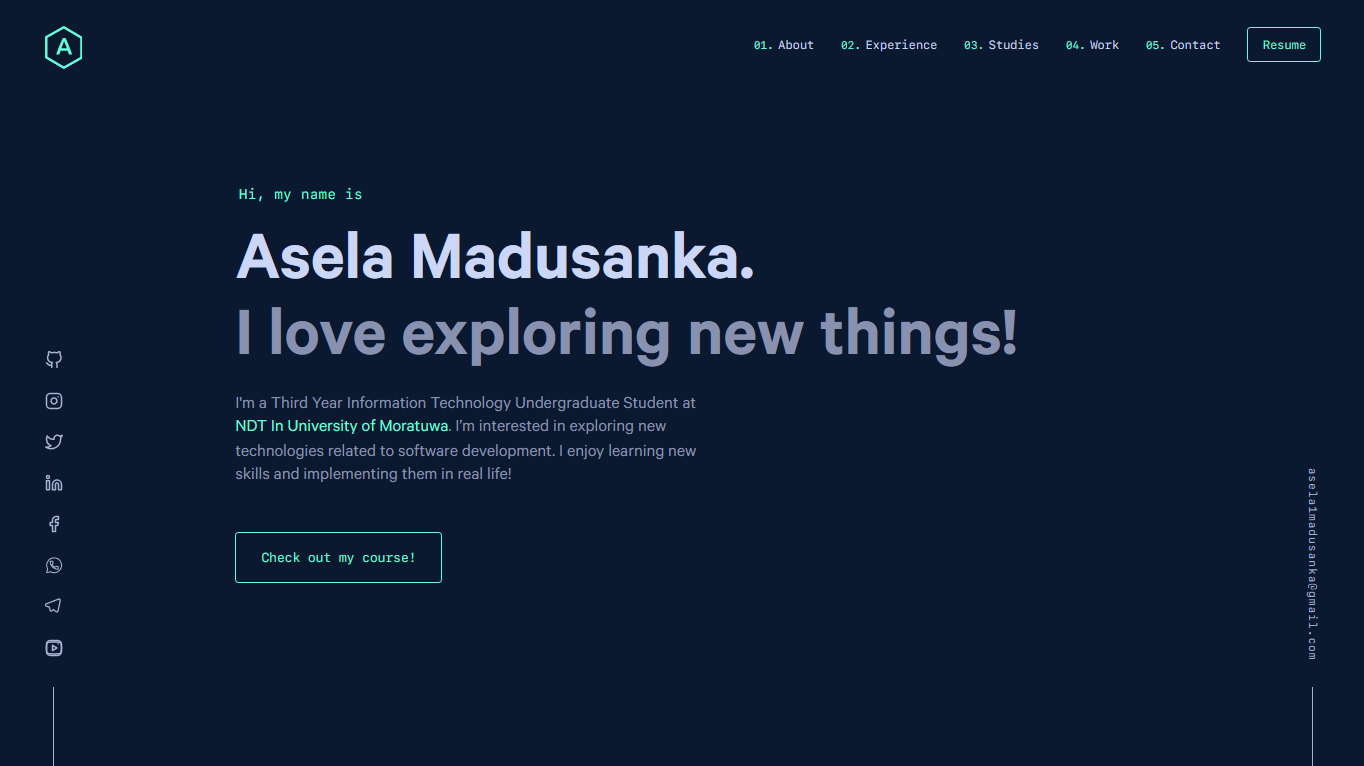 A
01. About 02. Experience 03. Studies 04. Work 05. Contact Resume
Hi, my name is
Asela Madusanka.
I love exploring new things!
I'm a Third Year Information Technology Undergraduate Student at
NDT In University of Moratuwa. I'm interested in exploring new
technologies related to software development. I enjoy learning new
skills and implementing them in real life!
Check out my course!
asela1madusanka@gmail.com